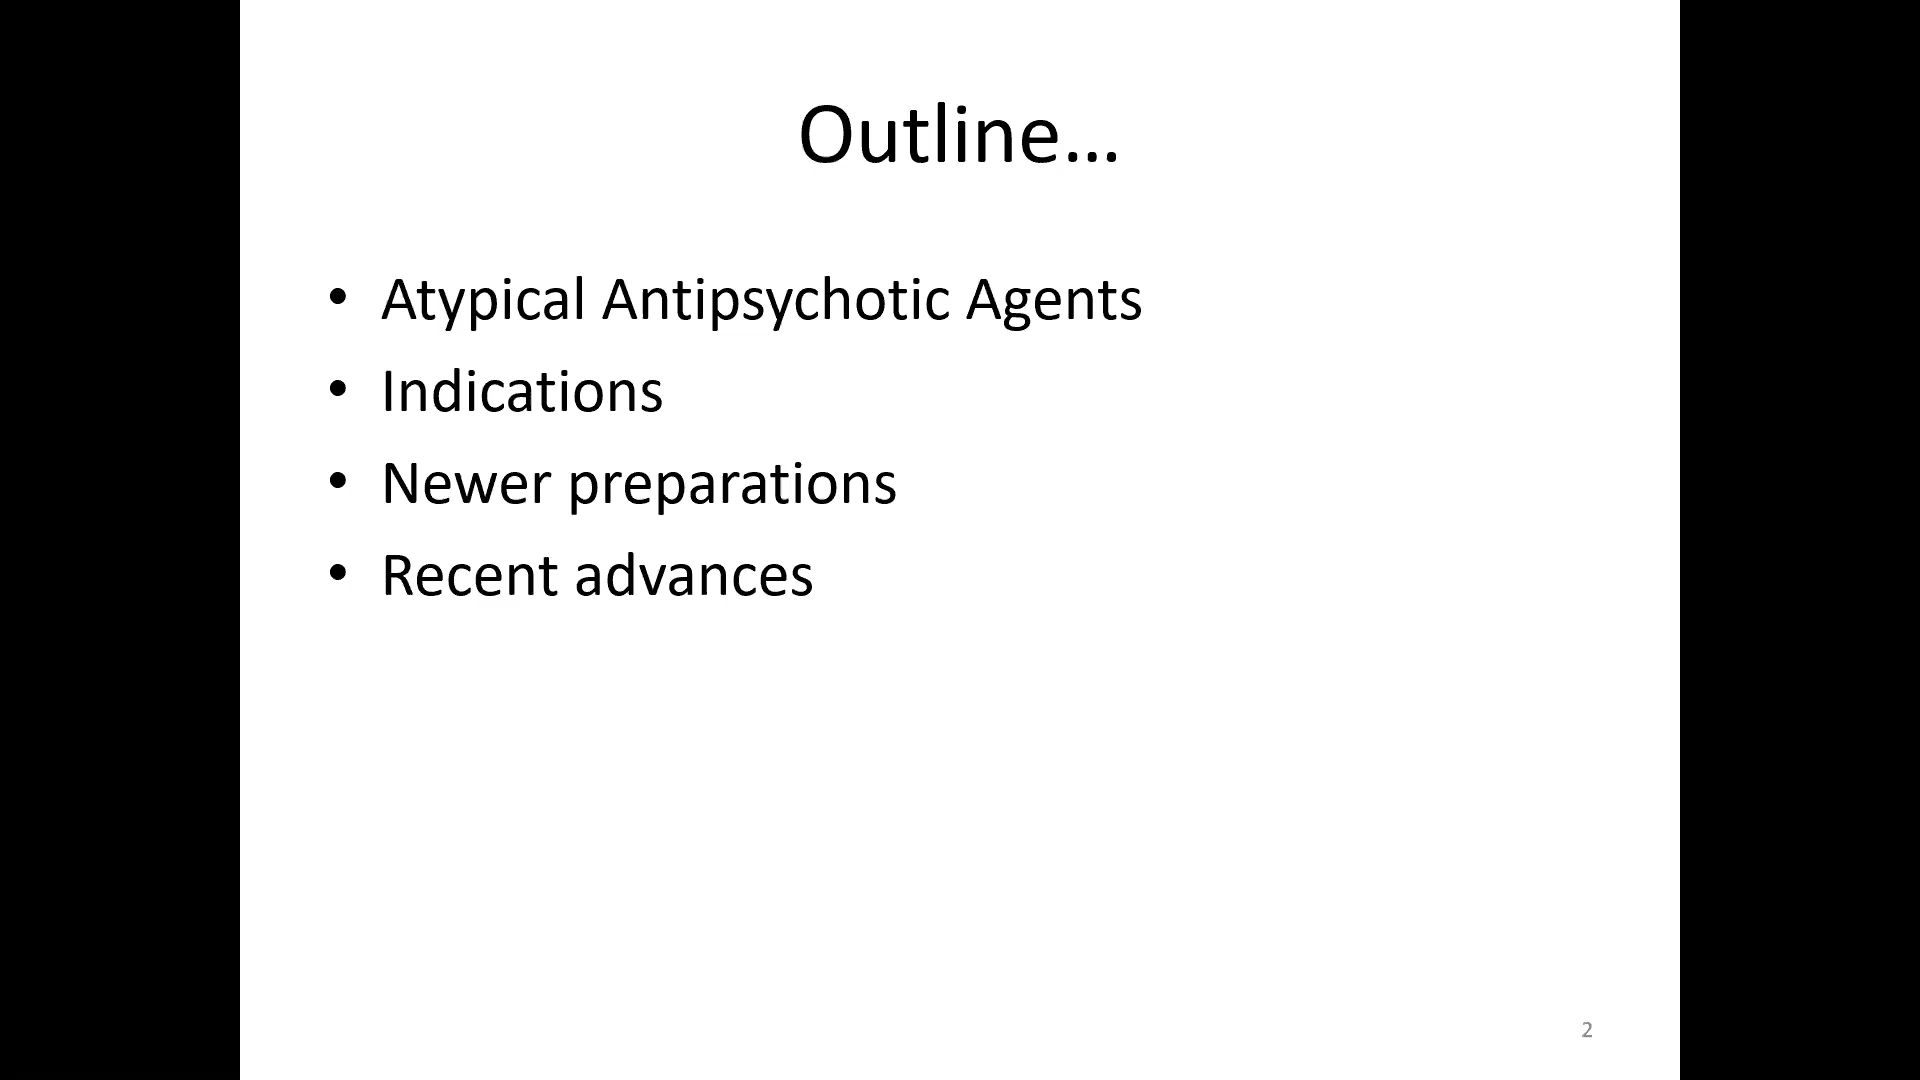 Outline…
• Atypical Antipsychotic Agents
• Indications
• Newer preparations
• Recent advances
2